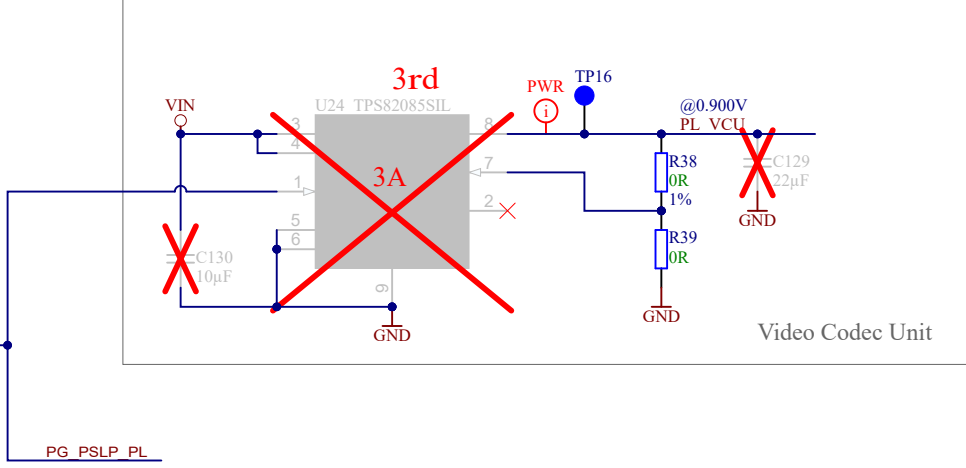 3rd
PWR
TP16
VIN
U24 TPS82085SIL
@0.900V
PL_VCU
3
8
4
3A
7
R38
0R
1%
C129
22µF
1
2
GND
5
6
R39
0R
C130
10µF
9
GND
GND
Video Codec Unit
PG_PSLP_PL